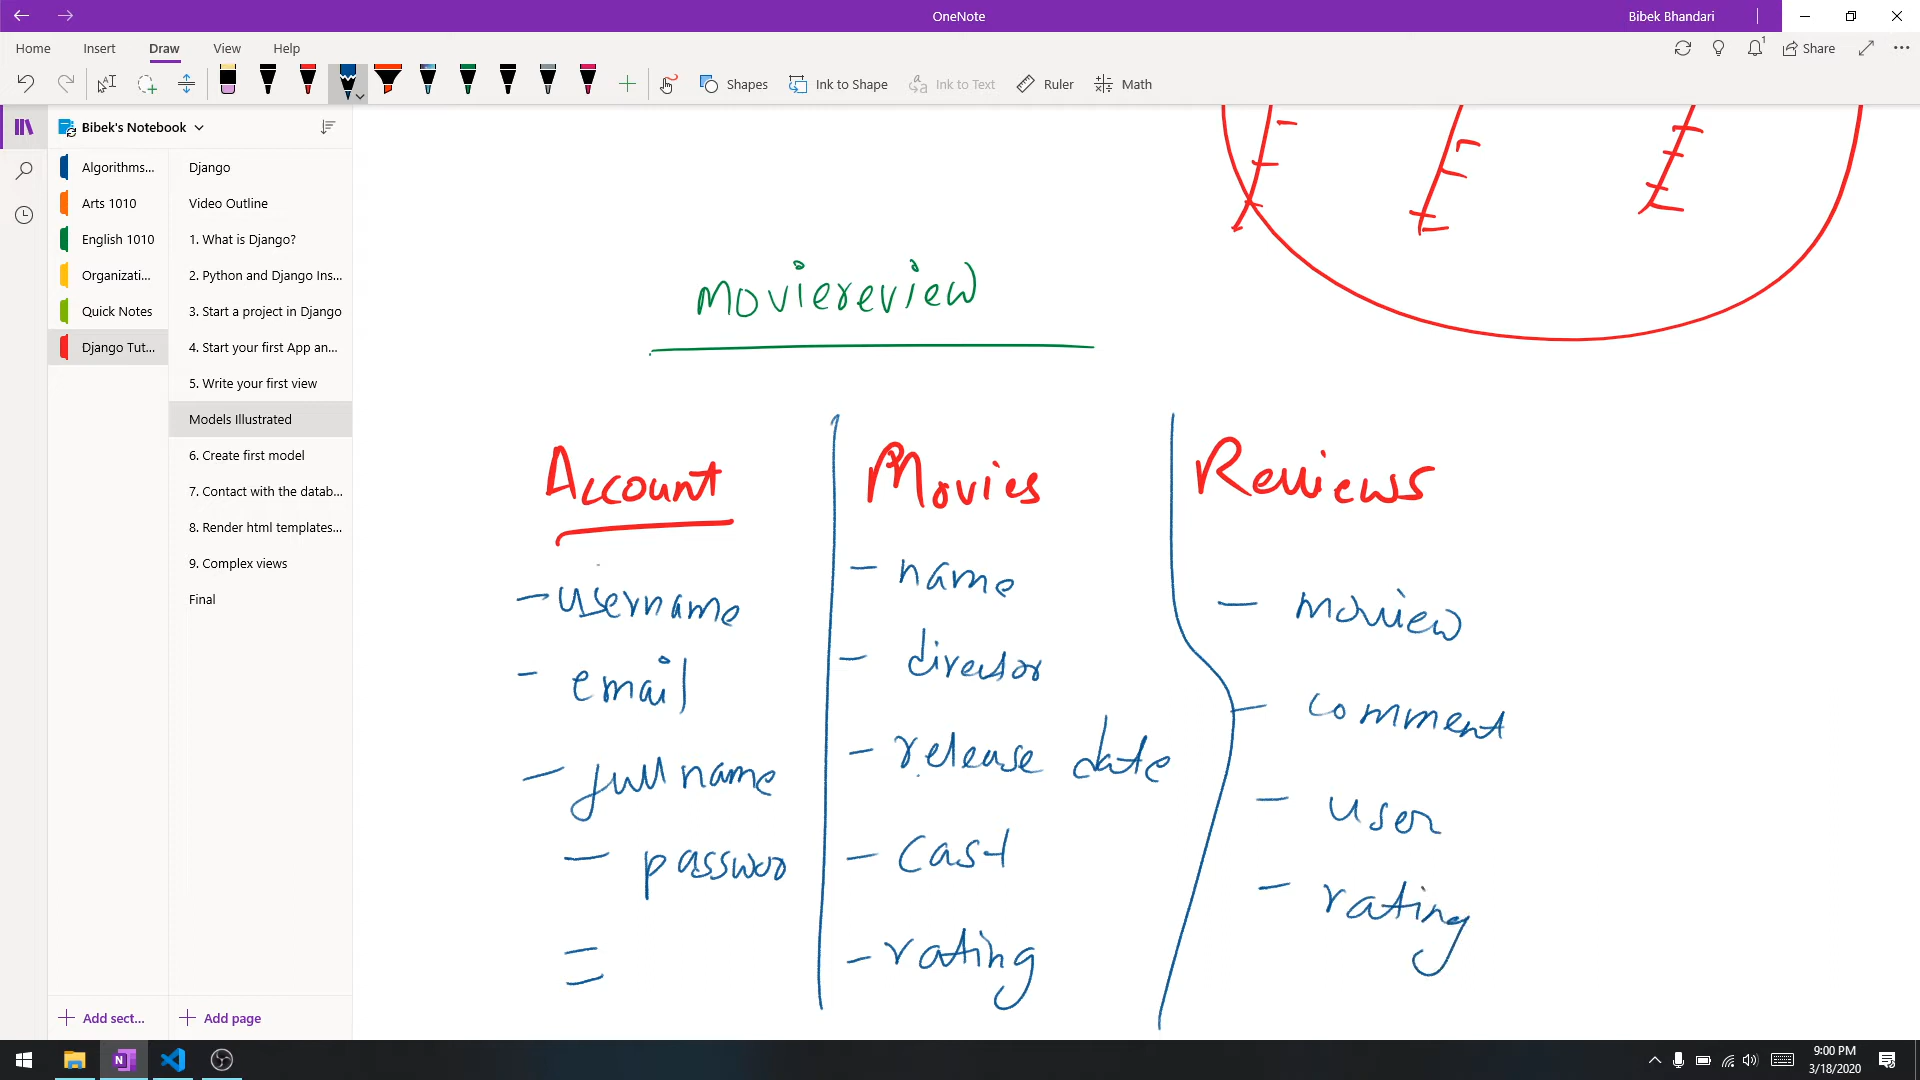 OneNote
Bibek Bhandari
Home Insert Draw View Help
1
Share
Shapes Ink to Shape Ink to Text Ruler Math
Bibek's Notebook
Algorithms...
Arts 1010
English 1010
Organizati...
Quick Notes
Django Tut...
Django
Video Outline
1. What is Django?
2. Python and Django Ins...
3. Start a project in Django
4. Start your first App an...
5. Write your first view
Models Illustrated
6. Create first model
7. Contact with the datab...
8. Render html templates...
9. Complex views
Final
Add sect...
Add page
moviereview
Account
- username
- email
- full name
- passwoo
Movies
- name
- director
- release date
- cast
- rating
Reviews
- moview
- comment
- user
- rating
9:00 PM
3/18/2020